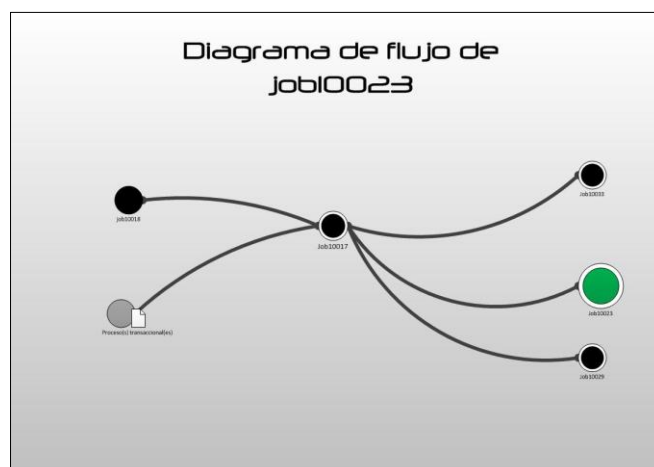 Diagrama de flujo de
job10023
job10018
Job10033
Job10017
Job10023
Proceso(s) transaccional(es)
Job10029